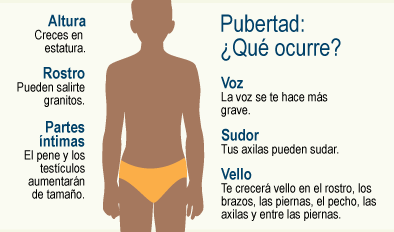 Altura
Creces en
estatura.
Rostro
Pueden salirte
granitos.
Partes
íntimas
El pene y los
testículos
aumentarán
de tamaño.
Pubertad:
¿Qué ocurre?
Voz
La voz se te hace más
grave.
Sudor
Tus axilas pueden sudar.
Vello
Te crecerá vello en el rostro, los
brazos, las piernas, el pecho, las
axilas y entre las piernas.